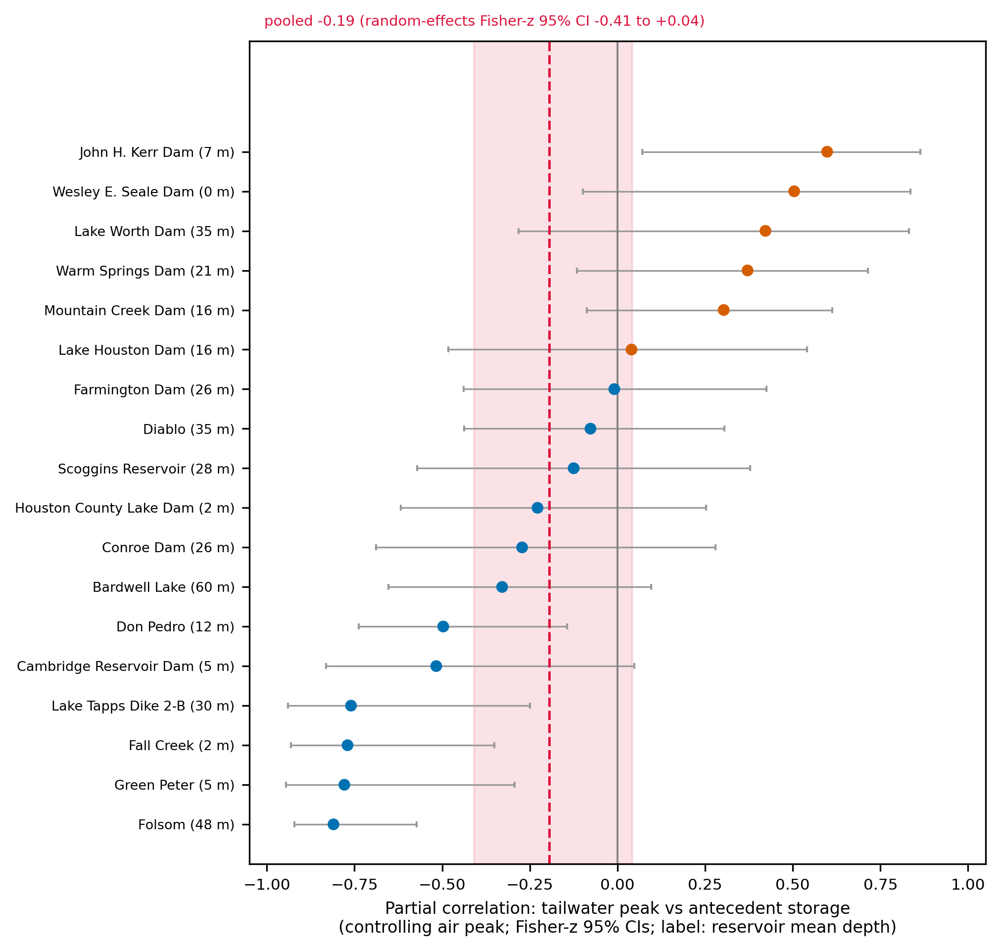 pooled -0.19 (random-effects Fisher-z 95% CI -0.41 to +0.04)
John H. Kerr Dam (7 m)
Wesley E. Seale Dam (0 m)
Lake Worth Dam (35 m)
Warm Springs Dam (21 m)
Mountain Creek Dam (16 m)
Lake Houston Dam (16 m)
Farmington Dam (26 m)
Diablo (35 m)
Scoggins Reservoir (28 m)
Houston County Lake Dam (2 m)
Conroe Dam (26 m)
Bardwell Lake (60 m)
Don Pedro (12 m)
Cambridge Reservoir Dam (5 m)
Lake Tapps Dike 2-B (30 m)
Fall Creek (2 m)
Green Peter (5 m)
Folsom (48 m)
−1.00 −0.75 −0.50 −0.25 0.00 0.25 0.50 0.75 1.00
Partial correlation: tailwater peak vs antecedent storage
(controlling air peak; Fisher-z 95% CIs; label: reservoir mean depth)